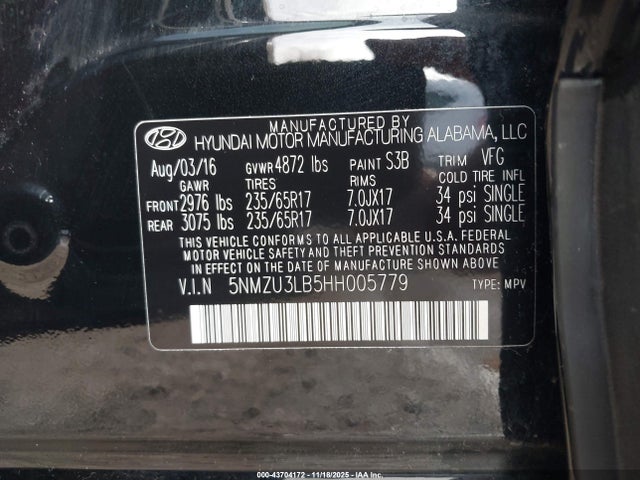 MANUFACTURED BY
HYUNDAI MOTOR MANUFACTURING ALABAMA, LLC
Aug/03/16 GVWR 4872 lbs PAINT S3B TRIM VFG
GAWR TIRES RIMS COLD TIRE INFL
FRONT 2976 lbs 235/65R17 7.0JX17 34 psi SINGLE
REAR 3075 lbs 235/65R17 7.0JX17 34 psi SINGLE
THIS VEHICLE CONFORMS TO ALL APPLICABLE U.S.A. FEDERAL
MOTOR VEHICLE SAFETY AND THEFT PREVENTION STANDARDS
IN EFFECT ON THE DATE OF MANUFACTURE SHOWN ABOVE.
V.I.N 5NMZU3LB5HH005779 TYPE: MPV
000-43704172 - 11/18/2025 - IAA Inc.